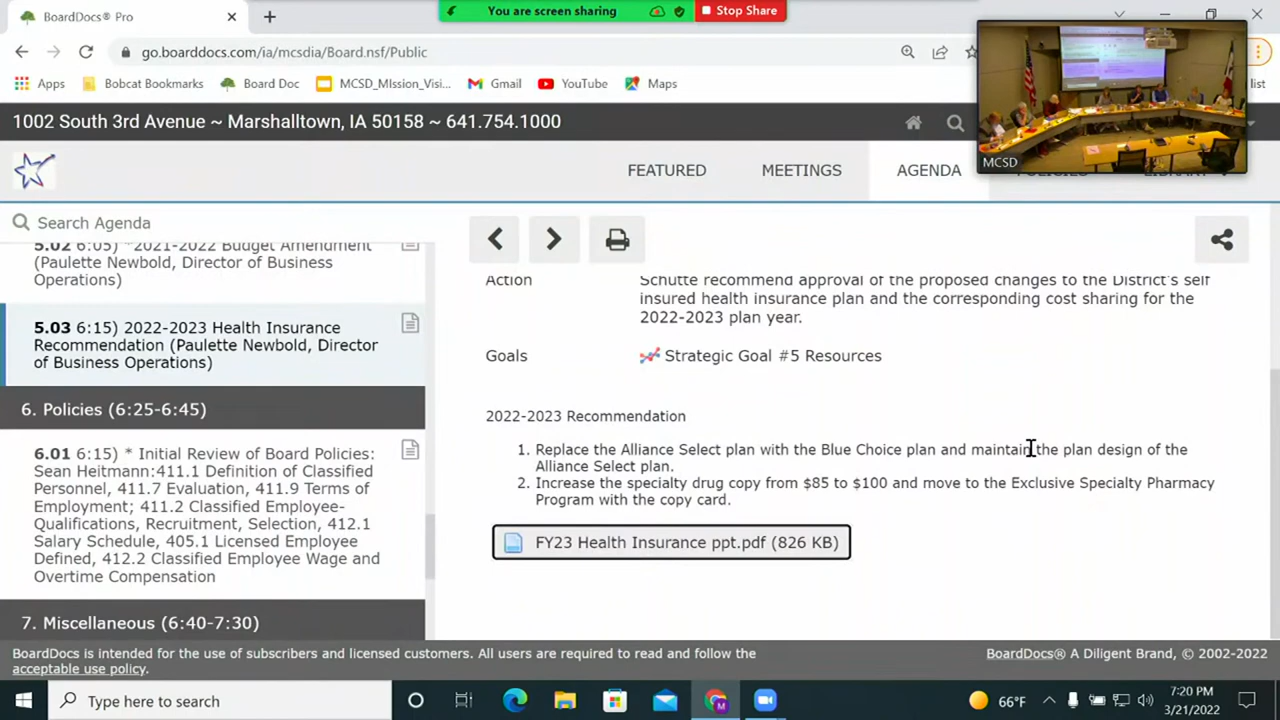 BoardDocs® Pro
You are screen sharing
Stop Share
go.boarddocs.com/ia/mcsdia/Board.nsf/Public
Apps
Bobcat Bookmarks
Board Doc
MCSD_MIssion_Visi...
Gmail
YouTube
Maps
list
1002 South 3rd Avenue ~ Marshalltown, IA 50158 ~ 641.754.1000
MCSD
FEATURED
MEETINGS
AGENDA
POLICIES
LIBRARY
Search Agenda
5.02 6:05) *2021-2022 Budget Amendment
(Paulette Newbold, Director of Business
Operations)
5.03 6:15) 2022-2023 Health Insurance
Recommendation (Paulette Newbold, Director
of Business Operations)
6. Policies (6:25-6:45)
6.01 6:15) * Initial Review of Board Policies:
Sean Heitmann:411.1 Definition of Classified
Personnel, 411.7 Evaluation, 411.9 Terms of
Employment; 411.2 Classified Employee-
Qualifications, Recruitment, Selection, 412.1
Salary Schedule, 405.1 Licensed Employee
Defined, 412.2 Classified Employee Wage and
Overtime Compensation
7. Miscellaneous (6:40-7:30)
Action
Schutte recommend approval of the proposed changes to the District's self
insured health insurance plan and the corresponding cost sharing for the
2022-2023 plan year.
Goals
Strategic Goal #5 Resources
2022-2023 Recommendation
1. Replace the Alliance Select plan with the Blue Choice plan and maintain the plan design of the
Alliance Select plan.
2. Increase the specialty drug copy from $85 to $100 and move to the Exclusive Specialty Pharmacy
Program with the copy card.
FY23 Health Insurance ppt.pdf (826 KB)
BoardDocs is intended for the use of subscribers and licensed customers. All users are required to read and follow the
acceptable use policy.
BoardDocs® A Diligent Brand, © 2002-2022
Type here to search
66°F
7:20 PM
3/21/2022